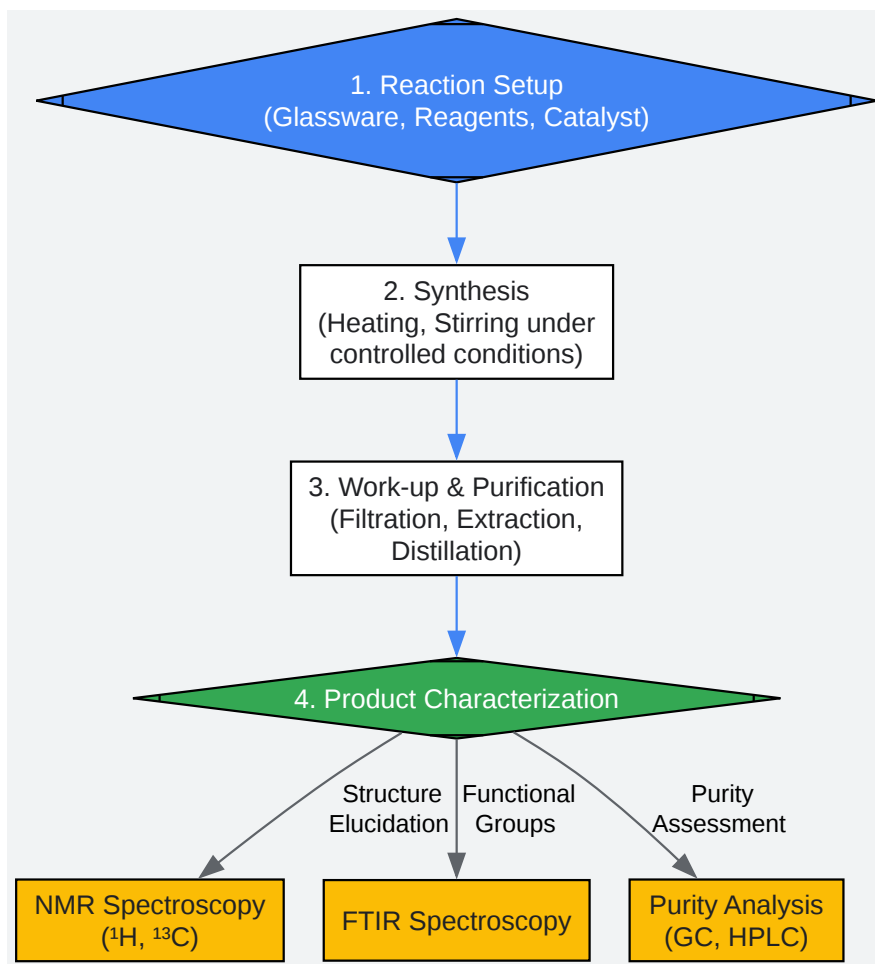 1. Reaction Setup
(Glassware, Reagents, Catalyst)
2. Synthesis
(Heating, Stirring under
controlled conditions)
3. Work-up & Purification
(Filtration, Extraction,
Distillation)
4. Product Characterization
Structure
Elucidation
Functional
Groups
Purity
Assessment
NMR Spectroscopy
(¹H, ¹³C)
FTIR Spectroscopy
Purity Analysis
(GC, HPLC)